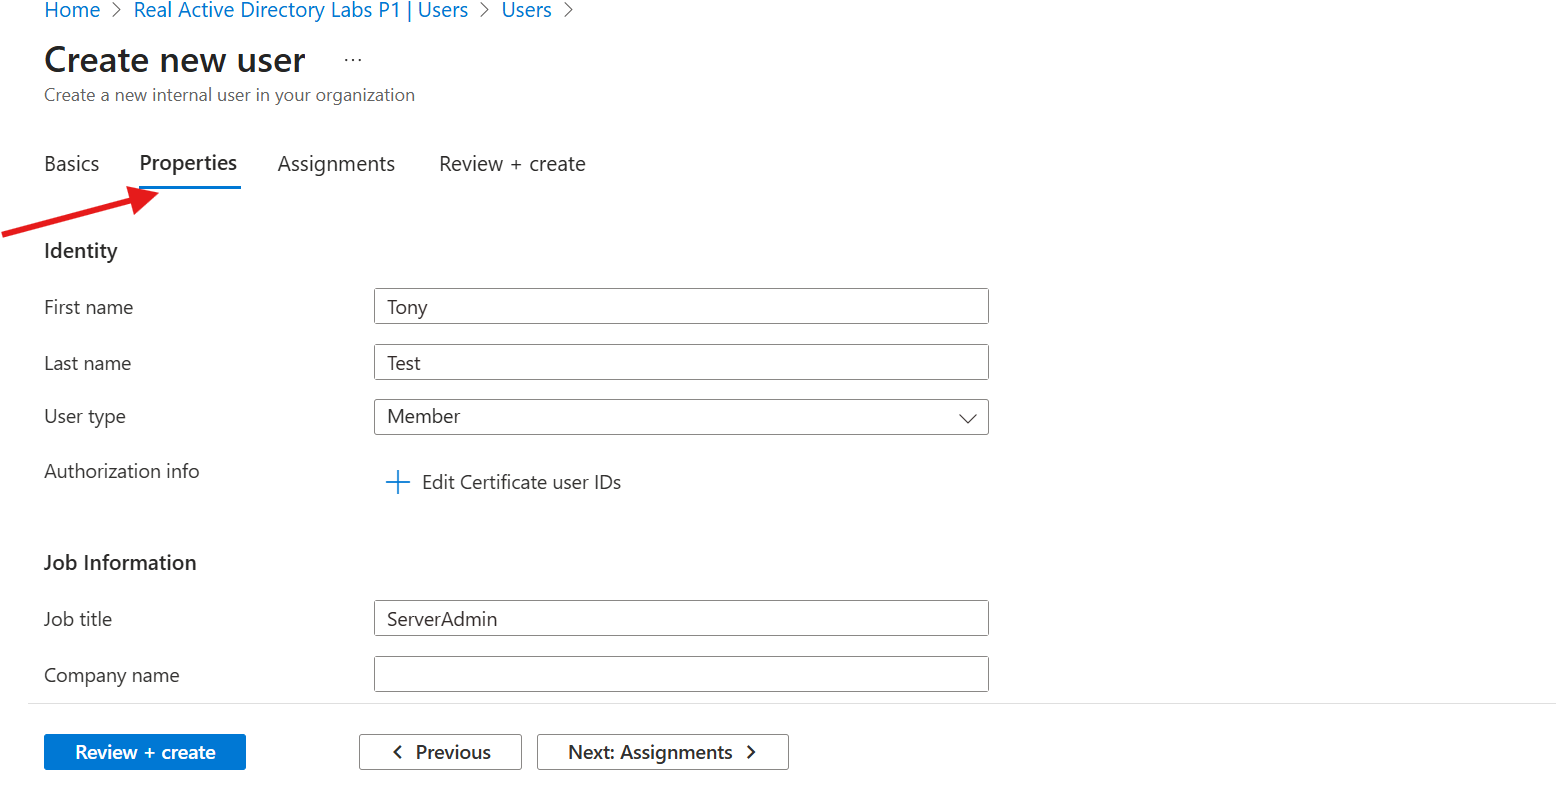 Home > Real Active Directory Labs P1 | Users > Users >
Create new user ...
Create a new internal user in your organization
Basics Properties Assignments Review + create
Identity
First name Tony
Last name Test
User type Member
Authorization info
+ Edit Certificate user IDs
Job Information
Job title ServerAdmin
Company name
Review + create < Previous Next: Assignments >